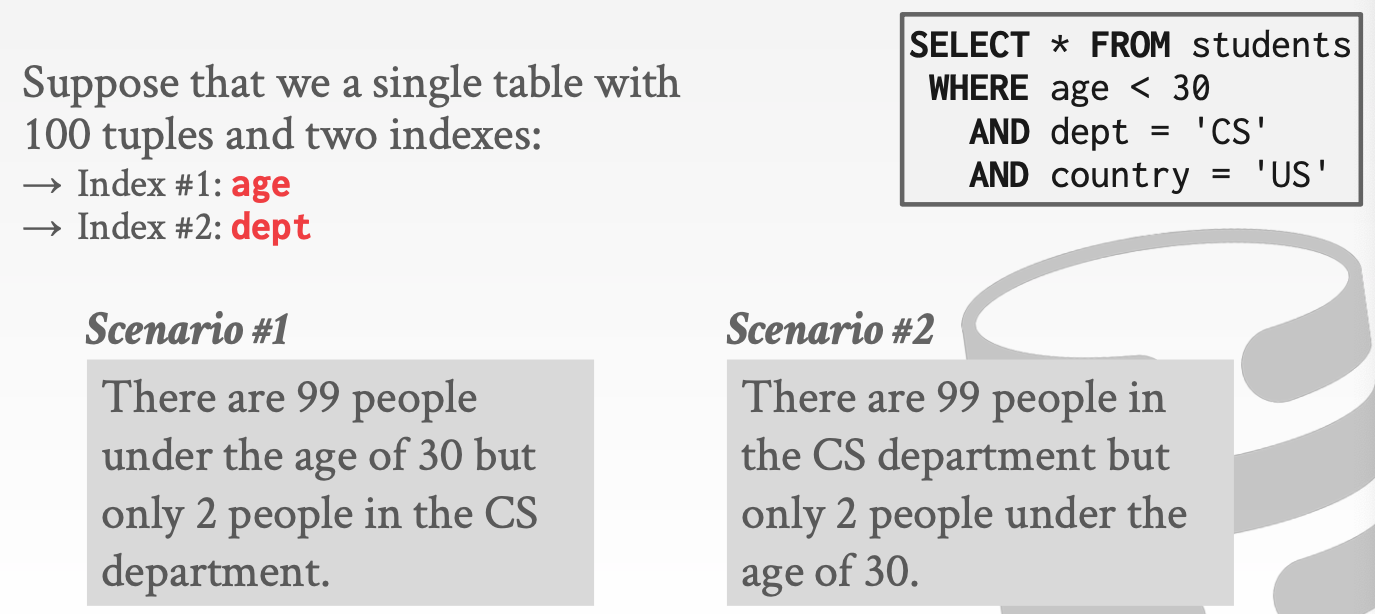 Suppose that we a single table with
100 tuples and two indexes:
→ Index #1: age
→ Index #2: dept
SELECT * FROM students
WHERE age < 30
AND dept = 'CS'
AND country = 'US'
Scenario #1
There are 99 people
under the age of 30 but
only 2 people in the CS
department.
Scenario #2
There are 99 people in
the CS department but
only 2 people under the
age of 30.